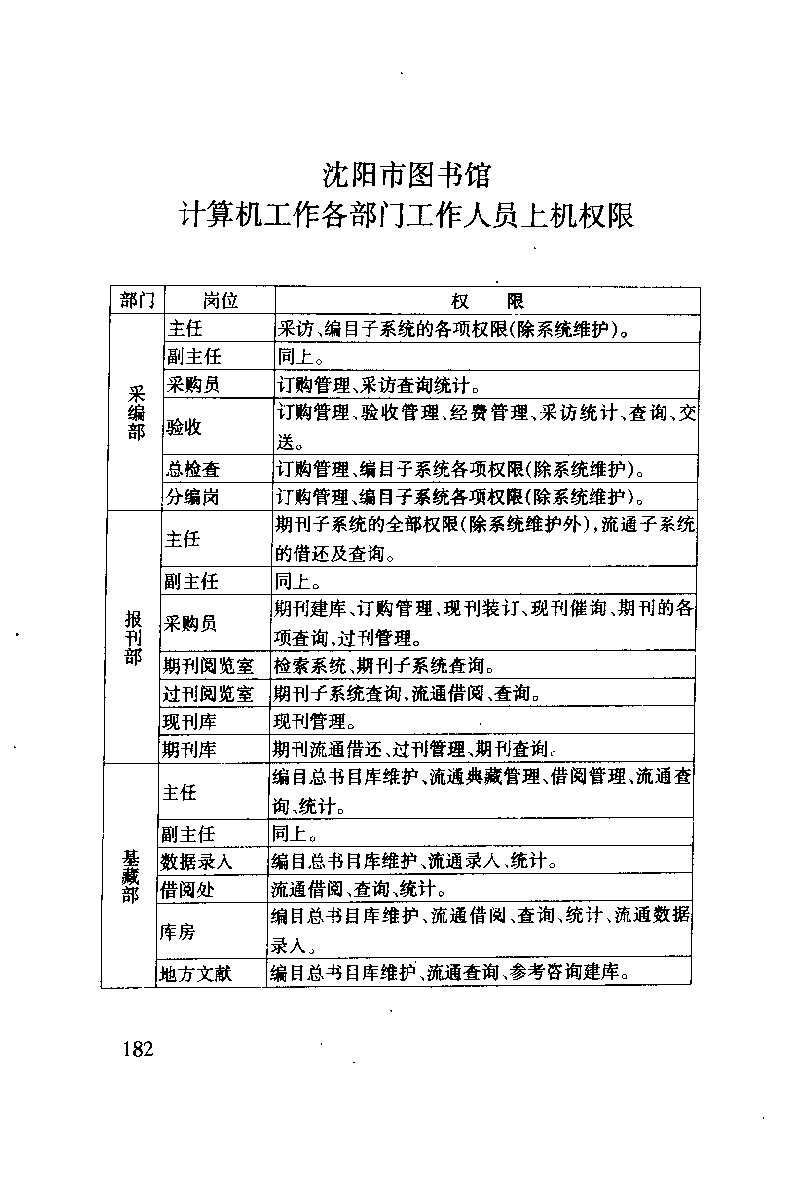 沈阳市图书馆
计算机工作各部门工作人员上机权限
部门 岗位 权 限
采编部
主任 采访、编目子系统的各项权限(除系统维护)。
副主任 同上。
采购员 订购管理、采访查询统计。
验收 订购管理、验收管理、经费管理、采访统计、查询、交
送。
总检查 订购管理、编目子系统各项权限(除系统维护)。
分编岗 订购管理、编目子系统各项权限(除系统维护)。
报刊部
主任 期刊子系统的全部权限(除系统维护外),流通子系统
的借还及查询。
副主任 同上。
采购员 期刊建库、订购管理、现刊装订、现刊催询、期刊的各
项查询,过刊管理。
期刊阅览室 检索系统、期刊子系统查询。
过刊阅览室 期刊子系统查询,流通借阅、查询。
现刊库 现刊管理。
期刊库 期刊流通借还、过刊管理、期刊查询。
基藏部
主任 编目总书目库维护、流通典藏管理、借阅管理、流通查
询、统计。
副主任 同上。
数据录入 编目总书目库维护、流通录入、统计。
借阅处 流通借阅、查询、统计。
库房 编目总书目库维护、流通借阅、查询、统计、流通数据
录入。
地方文献 编目总书目库维护、流通查询、参考咨询建库。
182